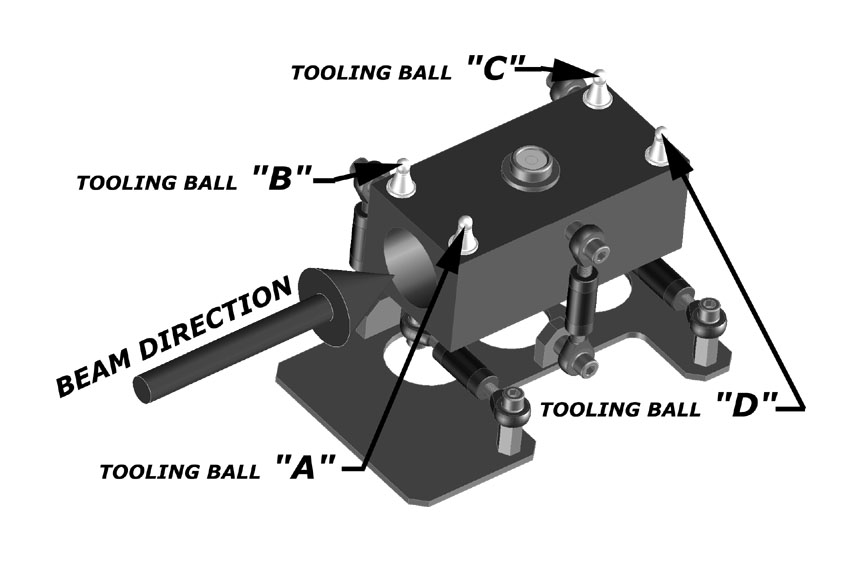 TOOLING BALL "C"
TOOLING BALL "B"
BEAM DIRECTION
TOOLING BALL "D"
TOOLING BALL "A"